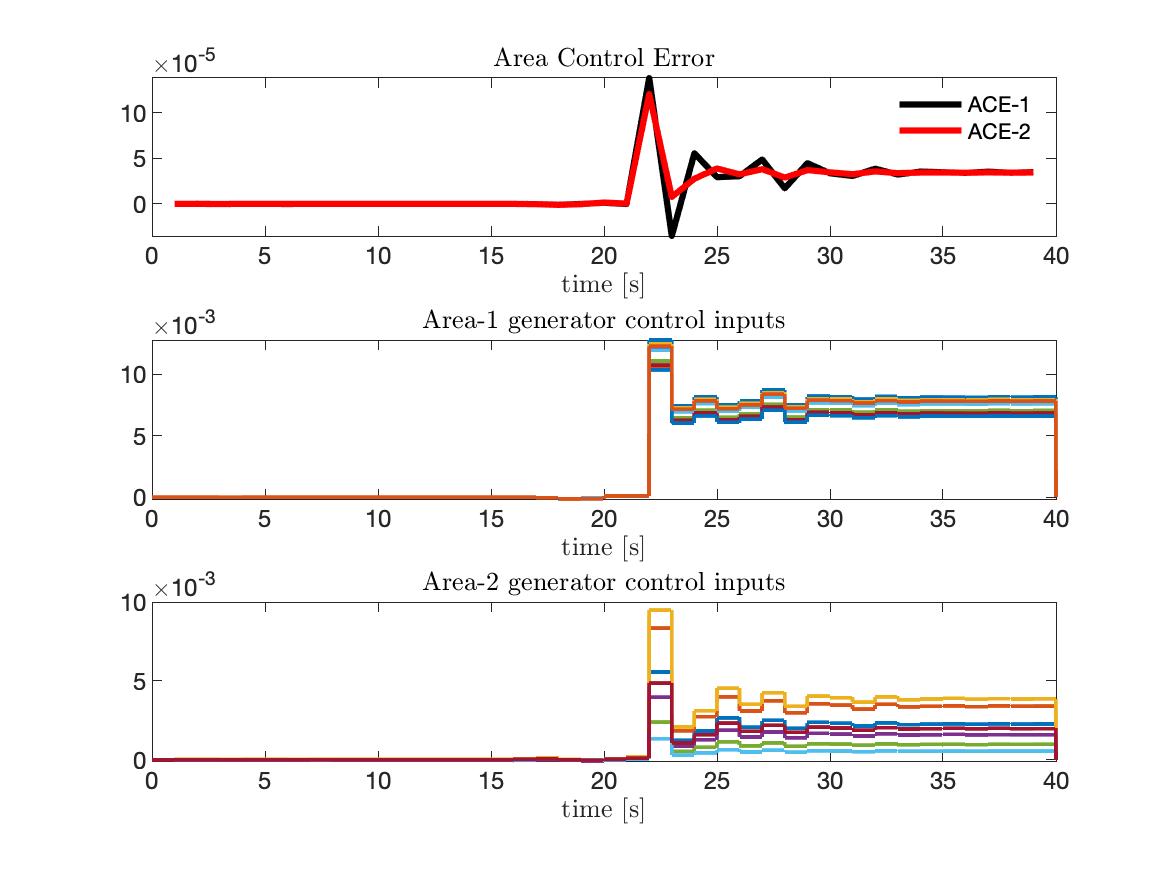 Area Control Error
×10⁻⁵
10
5
0
ACE-1
ACE-2
0 5 10 15 20 25 30 35 40
time [s]
Area-1 generator control inputs
×10⁻³
10
5
0
0 5 10 15 20 25 30 35 40
time [s]
Area-2 generator control inputs
×10⁻³
10
5
0
0 5 10 15 20 25 30 35 40
time [s]